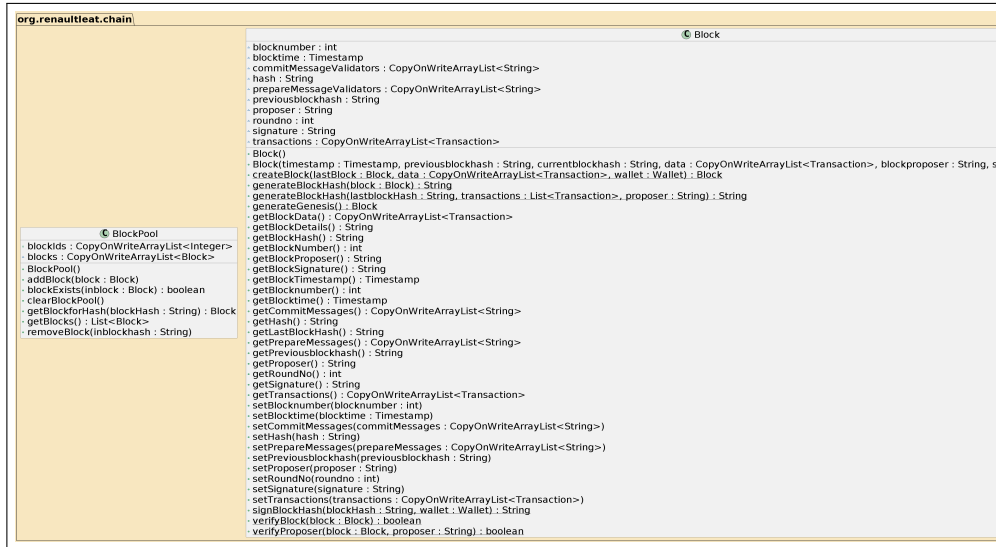 org.renaultleat.chain
BlockPool
blockIds : CopyOnWriteArrayList<Integer>
blocks : CopyOnWriteArrayList<Block>
BlockPool()
addBlock(block : Block)
blockExists(inblock : Block) : boolean
clearBlockPool()
getBlockforHash(blockHash : String) : Block
getBlocks() : List<Block>
removeBlock(inblockhash : String)
C Block
blocknumber : int
blocktime : Timestamp
commitMessageValidators : CopyOnWriteArrayList<String>
hash : String
prepareMessageValidators : CopyOnWriteArrayList<String>
previousblockhash : String
proposer : String
roundno : int
signature : String
transactions : CopyOnWriteArrayList<Transaction>
Block()
Block(timestamp : Timestamp, previousblockhash : String, currentblockhash : String, data : CopyOnWriteArrayList<Transaction>, blockproposer : String, s
createBlock(lastBlock : Block, data : CopyOnWriteArrayList<Transaction>, wallet : Wallet) : Block
generateBlockHash(block : Block) : String
generateBlockHash(lastblockHash : String, transactions : List<Transaction>, proposer : String) : String
generateGenesis() : Block
getBlockData() : CopyOnWriteArrayList<Transaction>
getBlockDetails() : String
getBlockHash() : String
getBlockNumber() : int
getBlockProposer() : String
getBlockSignature() : String
getBlockTimestamp() : Timestamp
getBlocknumber() : int
getBlocktime() : Timestamp
getCommitMessages() : CopyOnWriteArrayList<String>
getHash() : String
getLastBlockHash() : String
getPrepareMessages() : CopyOnWriteArrayList<String>
getPreviousblockhash() : String
getProposer() : String
getRoundNo() : int
getSignature() : String
getTransactions() : CopyOnWriteArrayList<Transaction>
setBlocknumber(blocknumber : int)
setBlocktime(blocktime : Timestamp)
setCommitMessages(commitMessages : CopyOnWriteArrayList<String>)
setHash(hash : String)
setPrepareMessages(prepareMessages : CopyOnWriteArrayList<String>)
setPreviousblockhash(previousblockhash : String)
setProposer(proposer : String)
setRoundNo(roundno : int)
setSignature(signature : String)
setTransactions(transactions : CopyOnWriteArrayList<Transaction>)
signBlockHash(blockHash : String, wallet : Wallet) : String
verifyBlock(block : Block) : boolean
verifyProposer(block : Block, proposer : String) : boolean